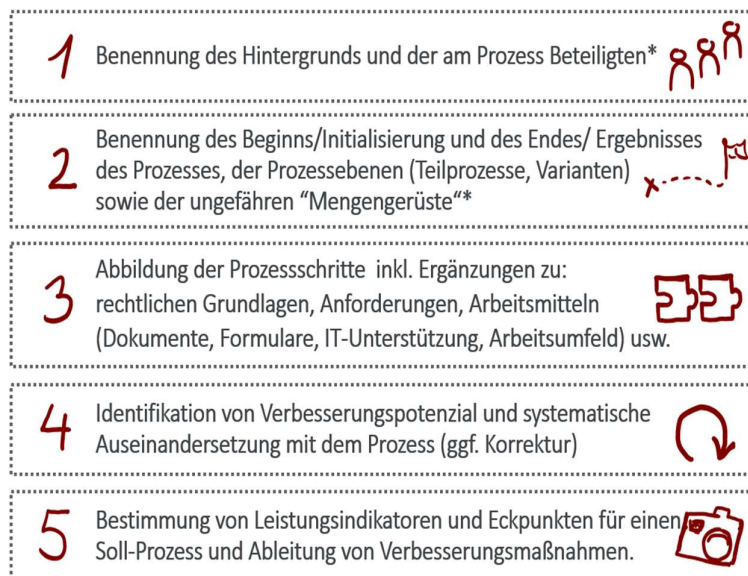 1 Benennung des Hintergrunds und der am Prozess Beteiligten*
2 Benennung des Beginns/Initialisierung und des Endes/ Ergebnisses
des Prozesses, der Prozessebenen (Teilprozesse, Varianten)
sowie der ungefähren “Mengengerüste“*
3 Abbildung der Prozessschritte inkl. Ergänzungen zu:
rechtlichen Grundlagen, Anforderungen, Arbeitsmitteln
(Dokumente, Formulare, IT-Unterstützung, Arbeitsumfeld) usw.
4 Identifikation von Verbesserungspotenzial und systematische
Auseinandersetzung mit dem Prozess (ggf. Korrektur)
5 Bestimmung von Leistungsindikatoren und Eckpunkten für einen
Soll-Prozess und Ableitung von Verbesserungsmaßnahmen.